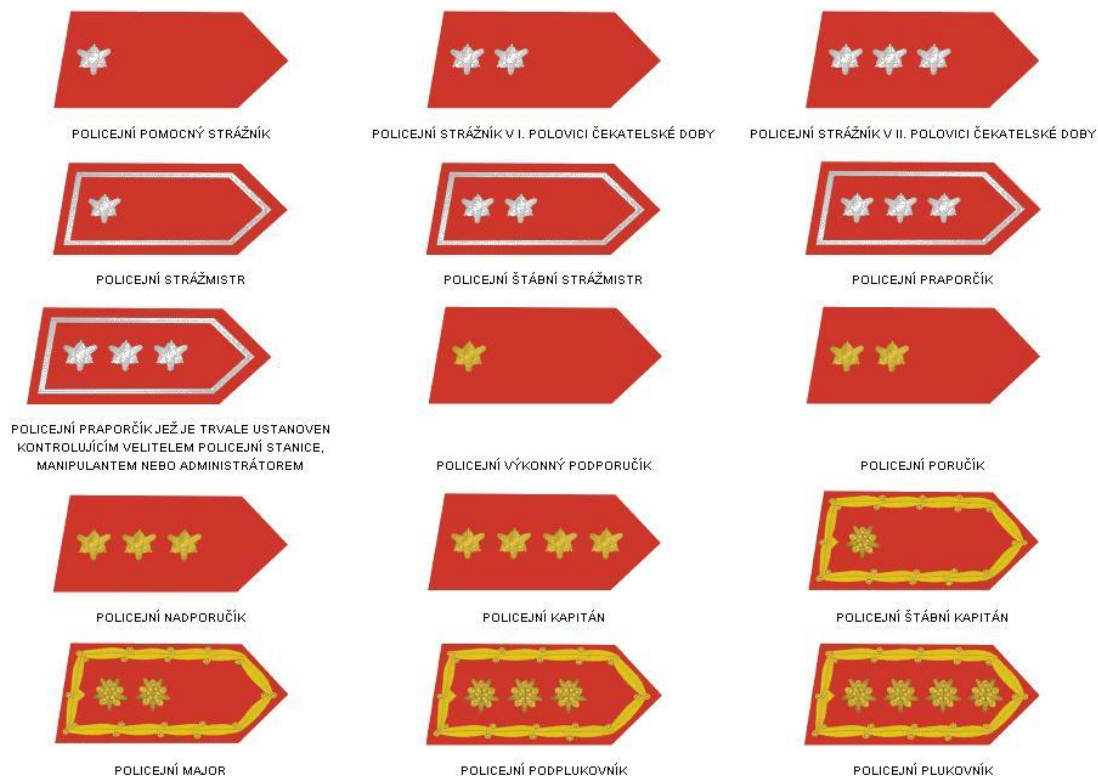 POLICEJNÍ POMOCNÝ STRÁŽNÍK
POLICEJNÍ STRÁŽNÍK V I. POLOVICI ČEKATELSKÉ DOBY
POLICEJNÍ STRÁŽNÍK V II. POLOVICI ČEKATELSKÉ DOBY
POLICEJNÍ STRÁŽMISTR
POLICEJNÍ ŠTÁBNÍ STRÁŽMISTR
POLICEJNÍ PRAPORČÍK
POLICEJNÍ PRAPORČÍK JEŽ JE TRVALE USTANOVEN
KONTROLUJÍCÍM VELITELEM POLICEJNÍ STANICE,
MANIPULANTEM NEBO ADMINISTRÁTOREM
POLICEJNÍ VÝKONNÝ PODPORUČÍK
POLICEJNÍ PORUČÍK
POLICEJNÍ NADPORUČÍK
POLICEJNÍ KAPITÁN
POLICEJNÍ ŠTÁBNÍ KAPITÁN
POLICEJNÍ MAJOR
POLICEJNÍ PODPLUKOVNÍK
POLICEJNÍ PLUKOVNÍK